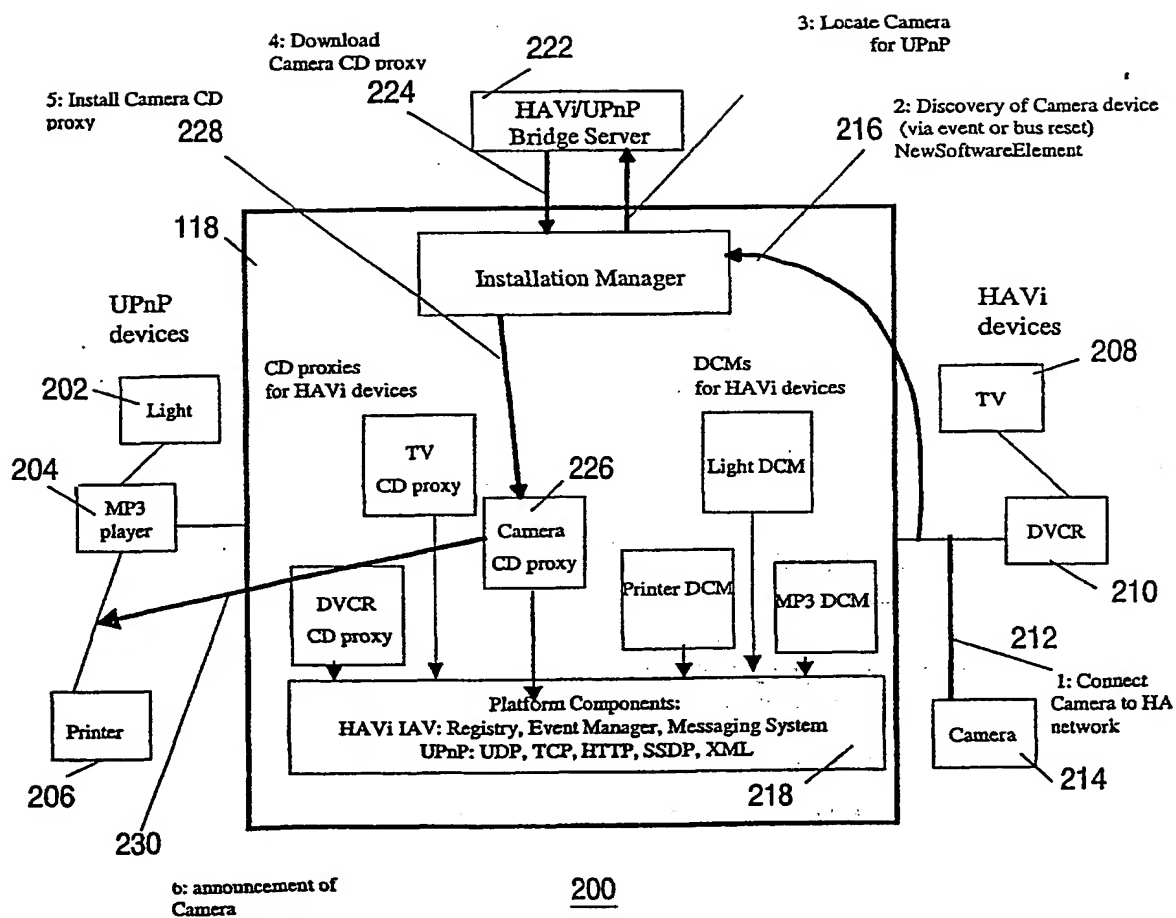 3: Locate Camera
for UPnP
4: Download
Camera CD proxy
224
222
5: Install Camera CD
proxy
228
HAVi/UPnP
Bridge Server
216
2: Discovery of Camera device
(via event or bus reset)
NewSoftwareElement
118
Installation Manager
UPnP
devices
HAVi
devices
202
Light
CD proxies
for HAVi devices
DCMs
for HAVi devices
208
TV
204
MP3
player
TV
CD proxy
226
Light DCM
Camera
CD proxy
DVCR
210
DVCR
CD proxy
Printer DCM
MP3 DCM
212
1: Connect
Camera to HA
network
Printer
206
Platform Components:
HAVi IAV: Registry, Event Manager, Messaging System
UPnP: UDP, TCP, HTTP, SSDP, XML
218
Camera
214
230
6: announcement of
Camera
200